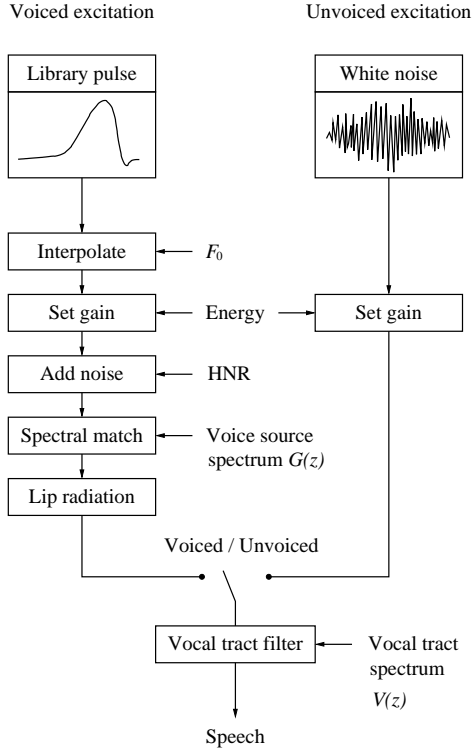 Voiced excitation
Unvoiced excitation
Library pulse
White noise
Interpolate
F₀
Set gain
Energy
Set gain
Add noise
HNR
Spectral match
Voice source
spectrum G(z)
Lip radiation
Voiced / Unvoiced
Vocal tract filter
Vocal tract
spectrum
V(z)
Speech